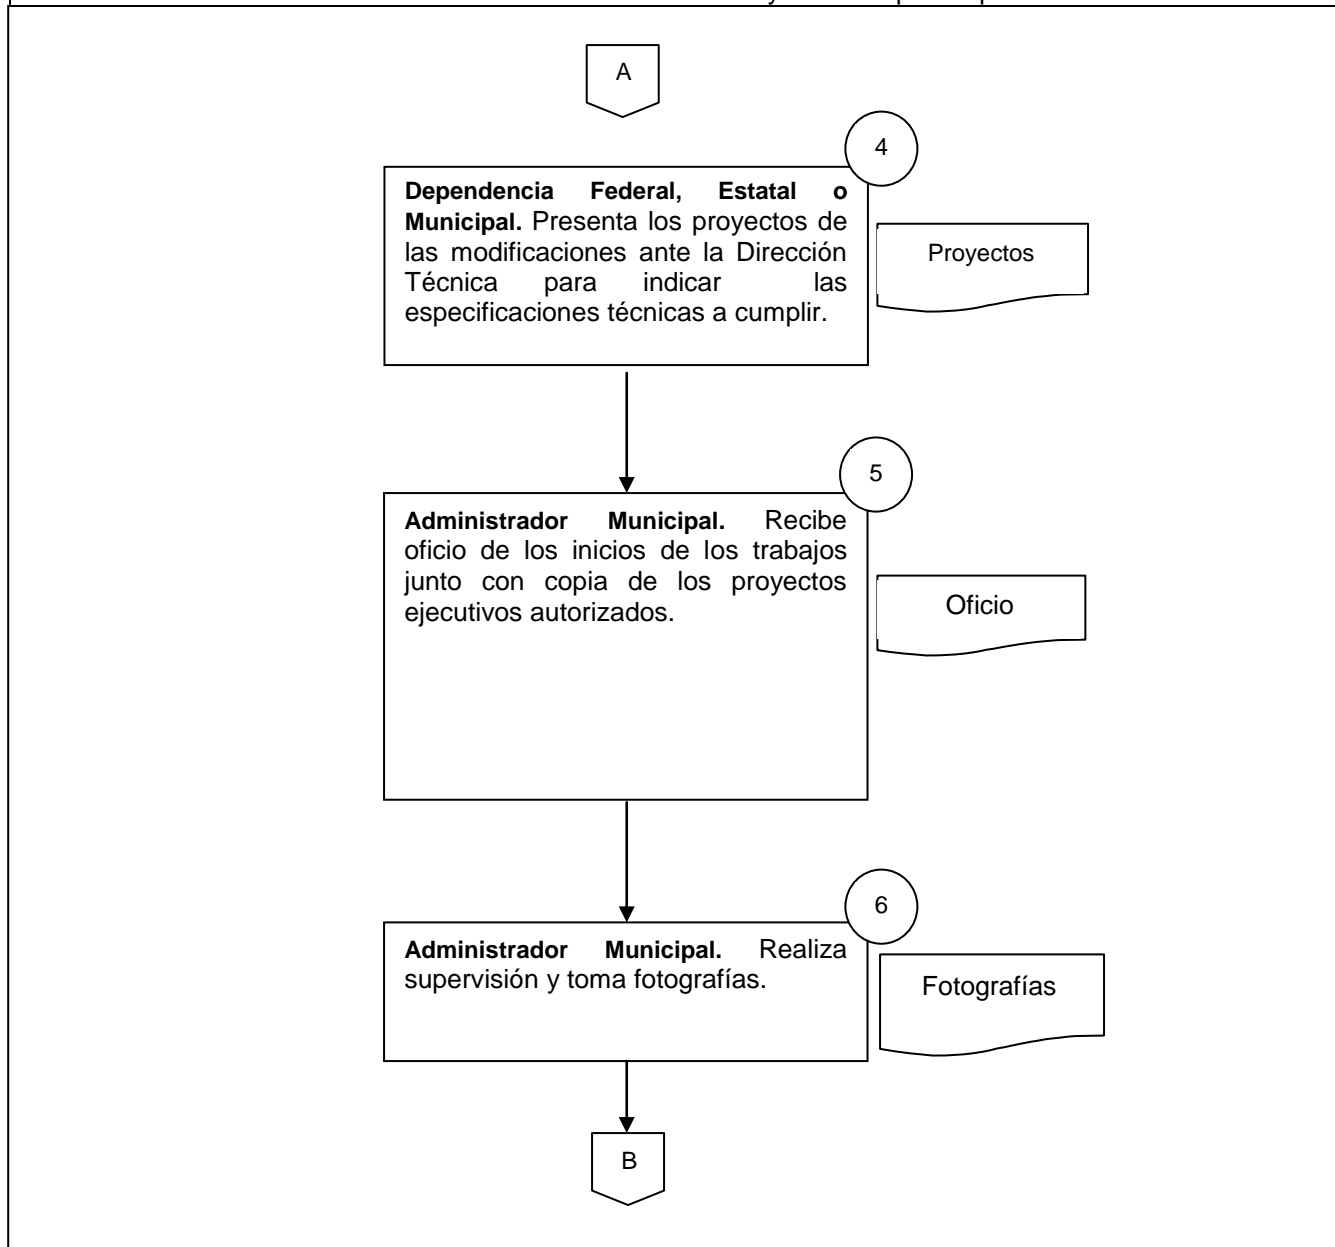 A
4
Dependencia Federal, Estatal o
Municipal. Presenta los proyectos de
las modificaciones ante la Dirección
Técnica para indicar las
especificaciones técnicas a cumplir.
Proyectos
5
Administrador Municipal. Recibe
oficio de los inicios de los trabajos
junto con copia de los proyectos
ejecutivos autorizados.
Oficio
6
Administrador Municipal. Realiza
supervisión y toma fotografías.
Fotografías
B